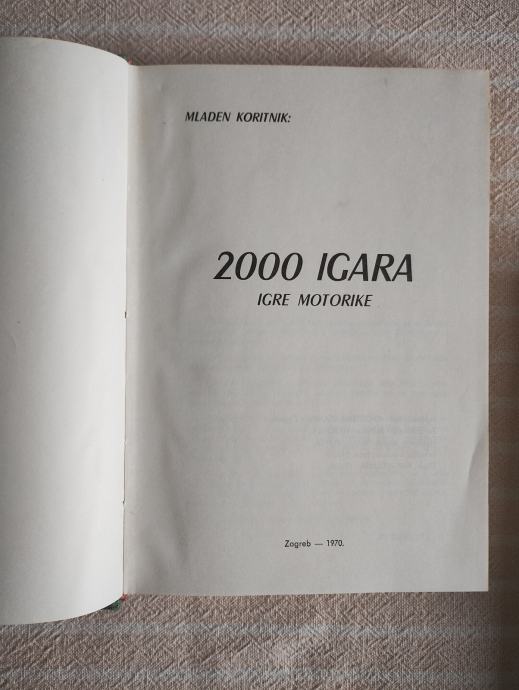 MLADEN KORITNIK:
2000 IGARA
IGRE MOTORIKE
Zagreb — 1970.